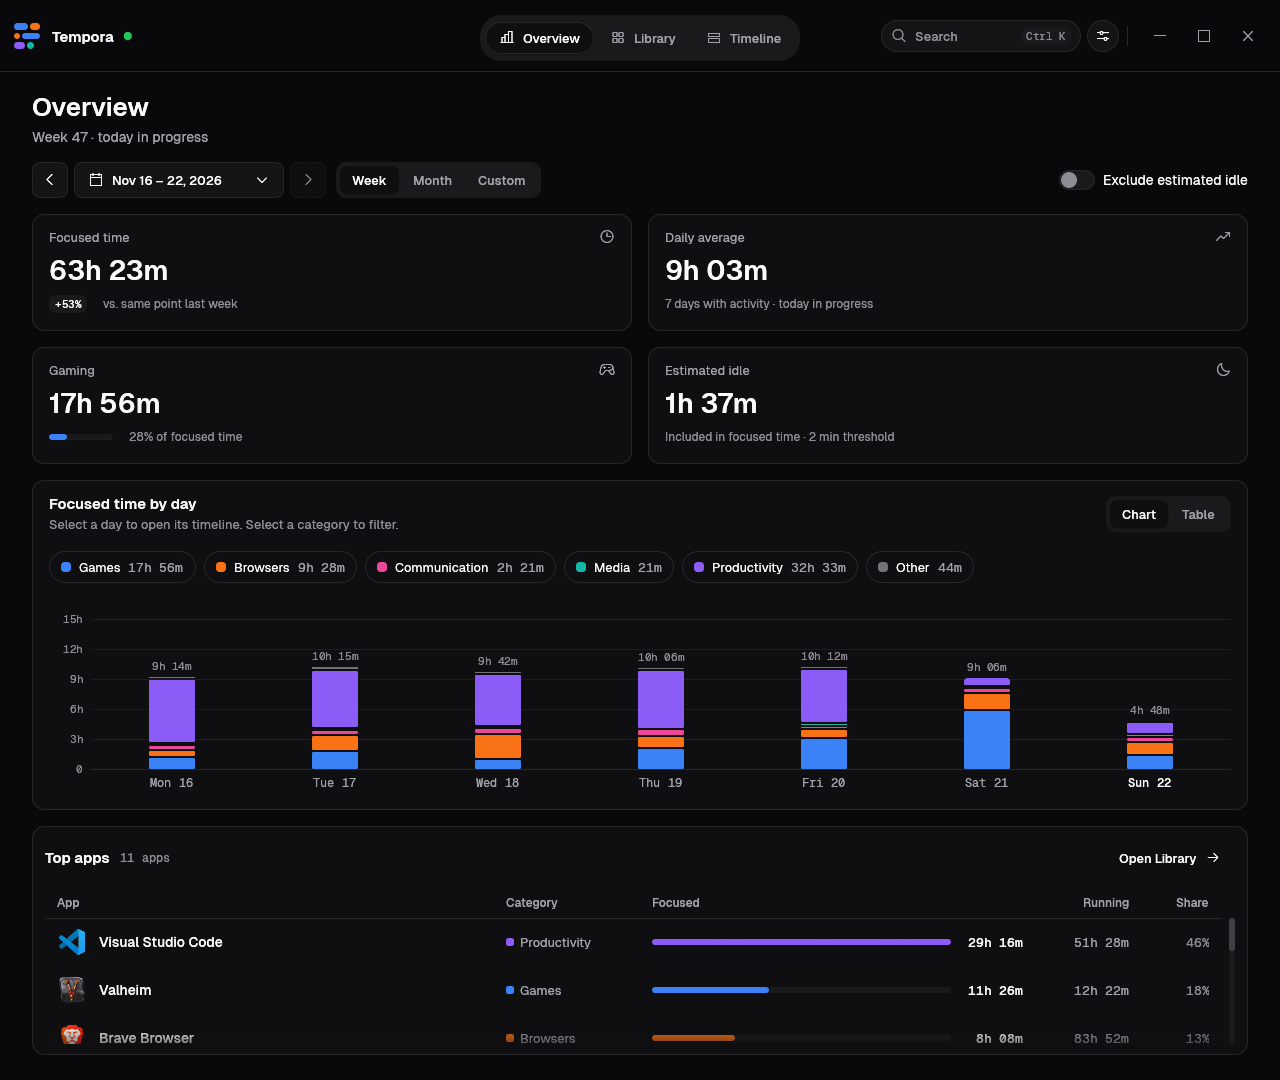 Tempora
Overview
Library
Timeline
Search
Ctrl K
Overview
Week 47 · today in progress
Nov 16 – 22, 2026
Week
Month
Custom
Exclude estimated idle
Focused time
63h 23m
+53%
vs. same point last week
Daily average
9h 03m
7 days with activity · today in progress
Gaming
17h 56m
28% of focused time
Estimated idle
1h 37m
Included in focused time · 2 min threshold
Focused time by day
Select a day to open its timeline. Select a category to filter.
Chart
Table
Games 17h 56m
Browsers 9h 28m
Communication 2h 21m
Media 21m
Productivity 32h 33m
Other 44m
15h
12h
9h
6h
3h
0
9h 14m
10h 15m
9h 42m
10h 06m
10h 12m
9h 06m
4h 48m
Mon 16
Tue 17
Wed 18
Thu 19
Fri 20
Sat 21
Sun 22
Top apps 11 apps
Open Library
App Category Focused Running Share
Visual Studio Code Productivity 29h 16m 51h 28m 46%
Valheim Games 11h 26m 12h 22m 18%
Brave Browser Browsers 8h 08m 83h 52m 13%